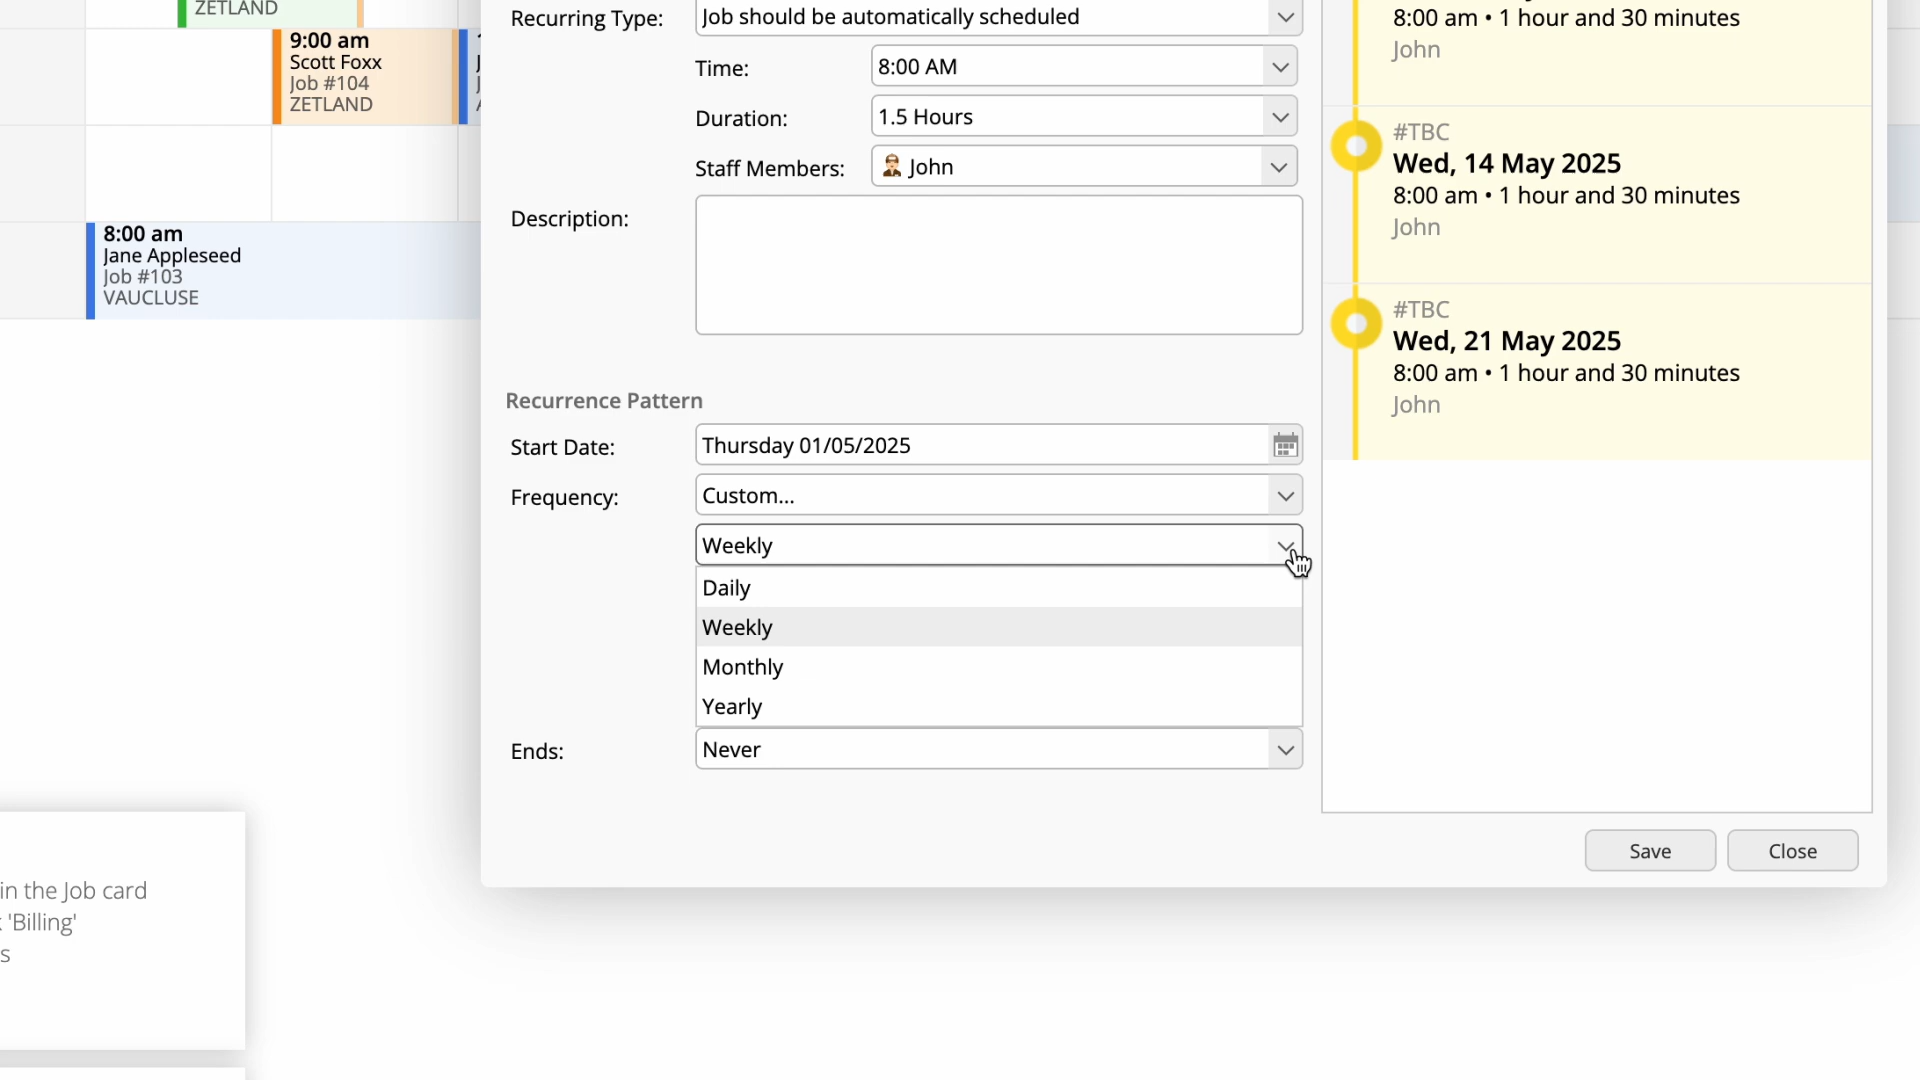 ZETLAND
9:00 am
Scott Foxx
Job #104
ZETLAND
8:00 am
Jane Appleseed
Job #103
VAUCLUSE
in the Job card
'Billing'
s
Recurring Type:
Job should be automatically scheduled
Time:
8:00 AM
Duration:
1.5 Hours
Staff Members:
John
Description:
Recurrence Pattern
Start Date:
Thursday 01/05/2025
Frequency:
Custom...
Weekly
Daily
Weekly
Monthly
Yearly
Ends:
Never
8:00 am • 1 hour and 30 minutes
John
#TBC
Wed, 14 May 2025
8:00 am • 1 hour and 30 minutes
John
#TBC
Wed, 21 May 2025
8:00 am • 1 hour and 30 minutes
John
Save
Close